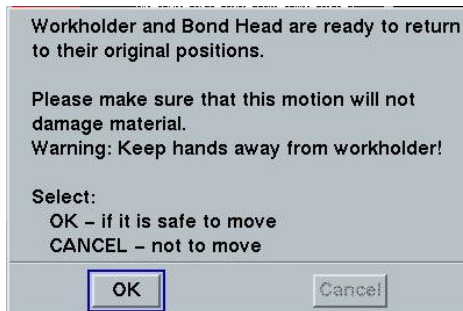 Workholder and Bond Head are ready to return
to their original positions.
Please make sure that this motion will not
damage material.
Warning: Keep hands away from workholder!
Select:
OK – if it is safe to move
CANCEL – not to move
OK
Cancel